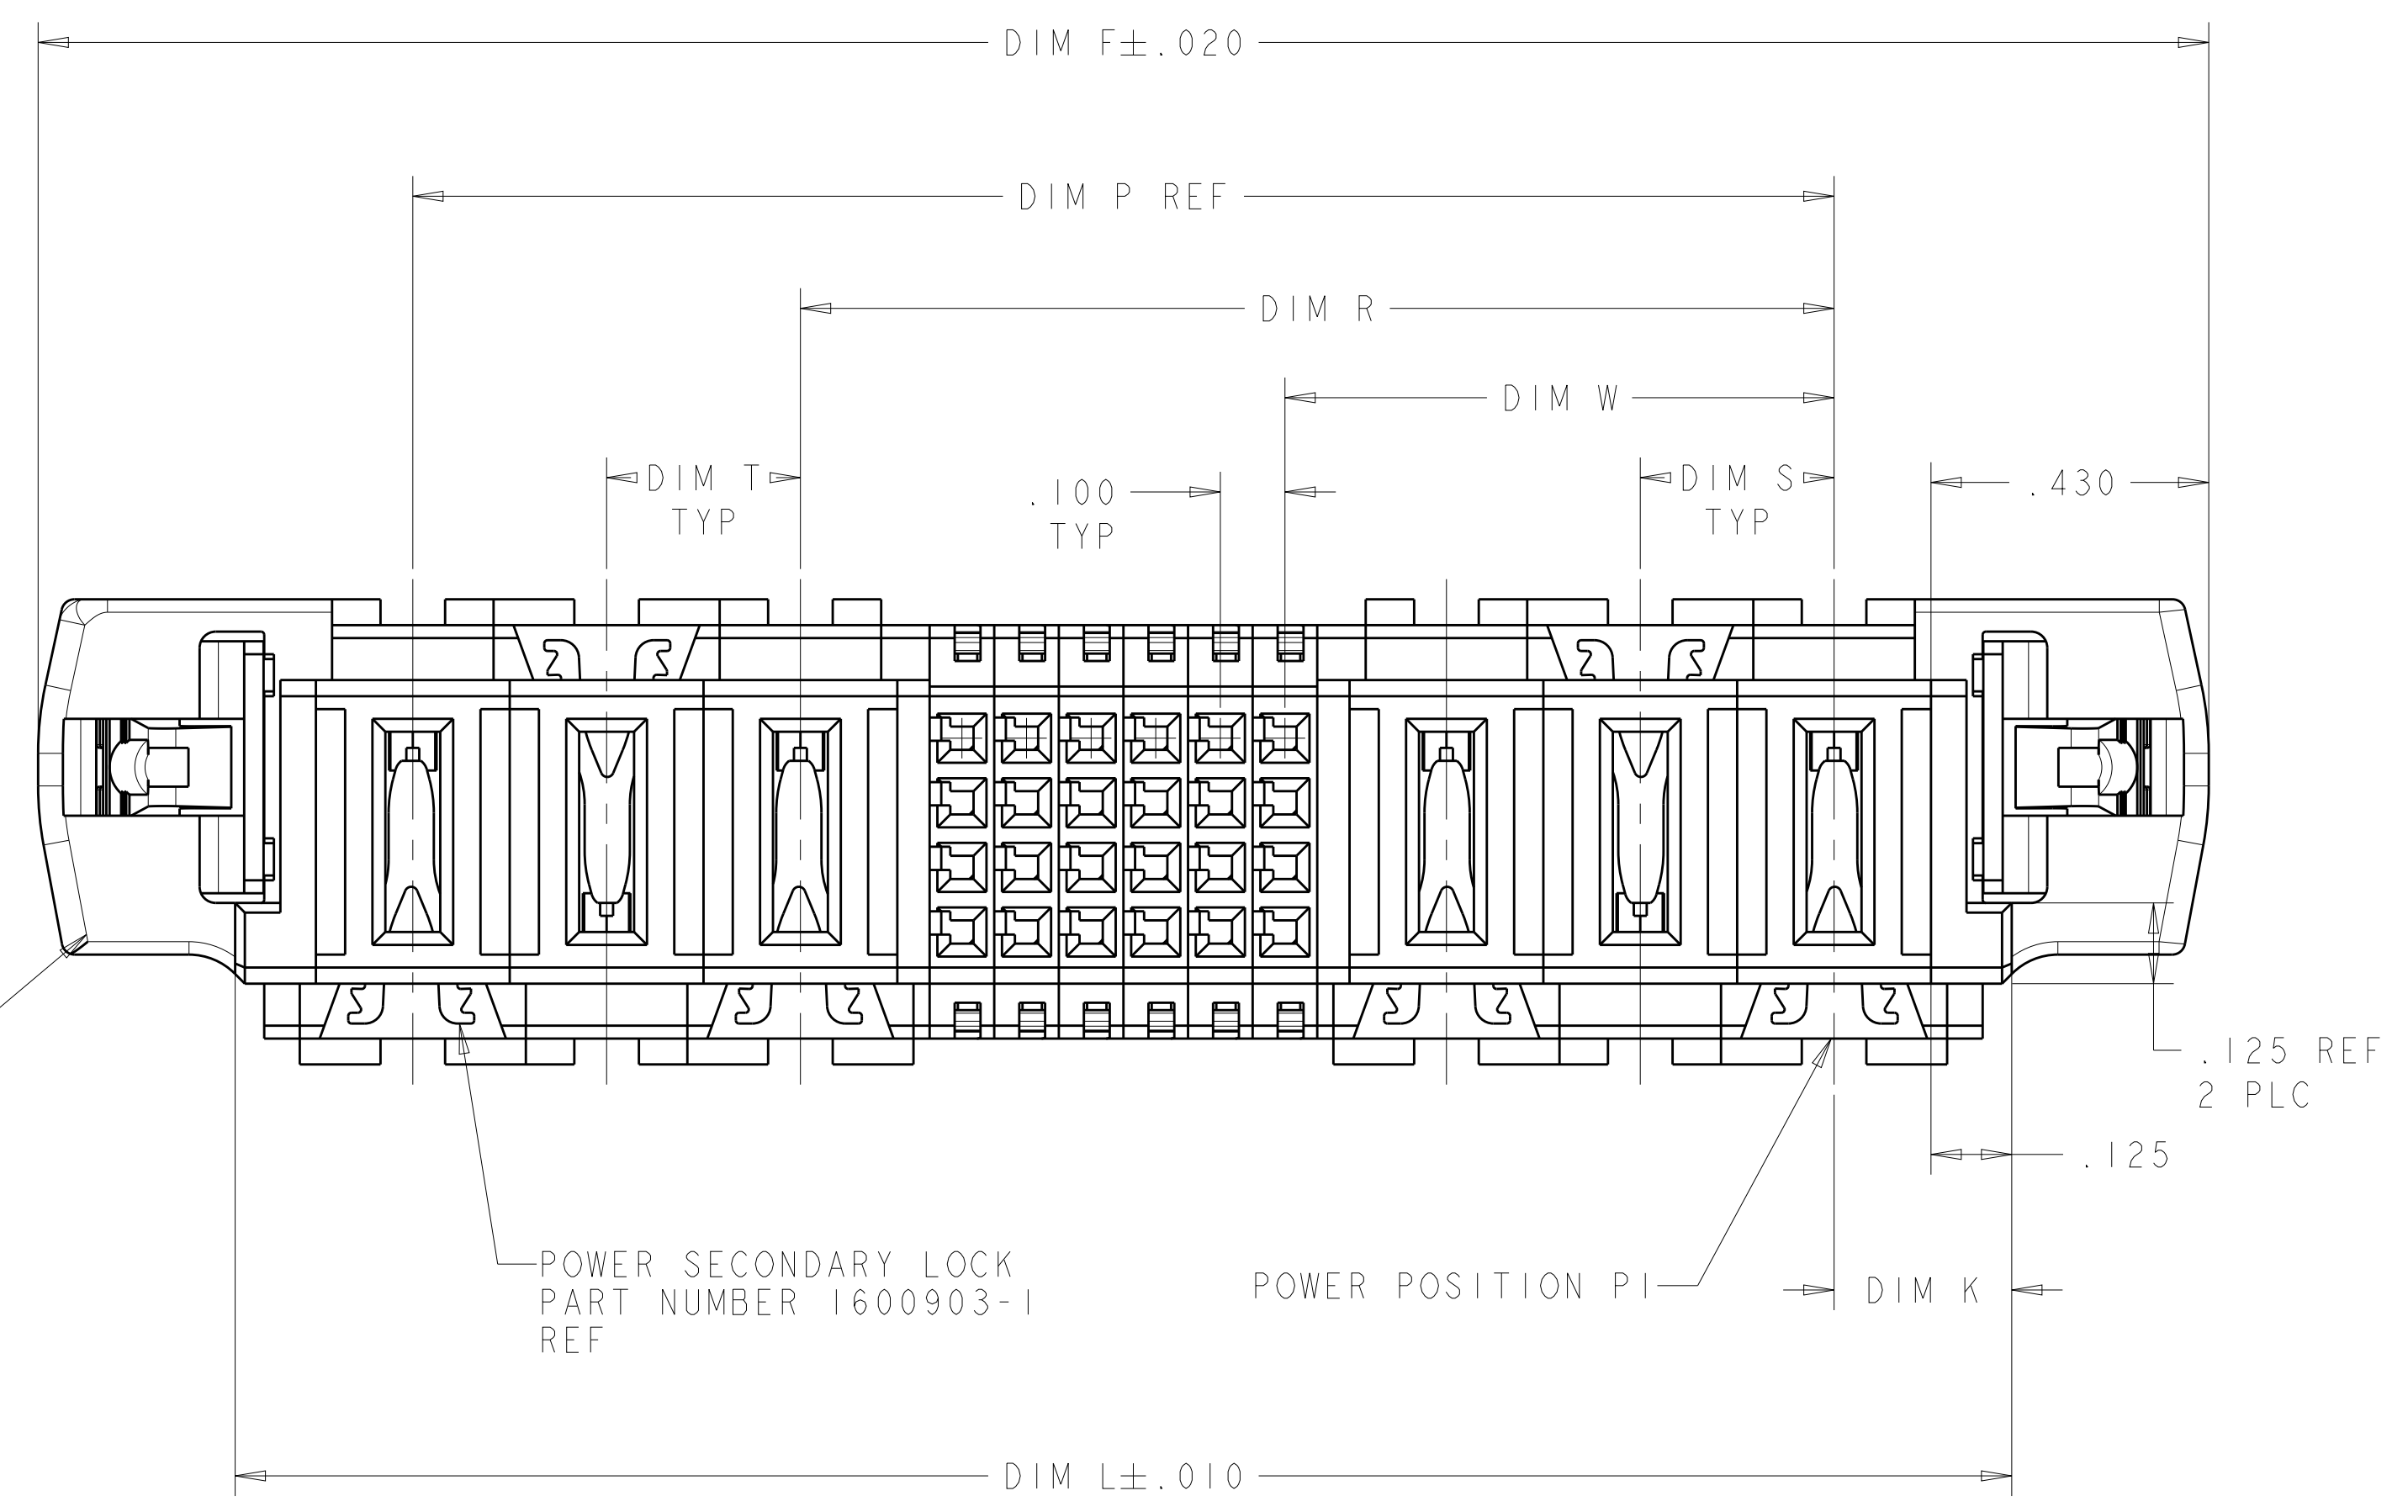 DIM F±.020
DIM P REF
DIM R
DIM W
DIM T
TYP
.100
TYP
DIM S
TYP
.430
.125 REF
2 PLC
.125
POWER SECONDARY LOCK
PART NUMBER 1600903-1
REF
POWER POSITION P1
DIM K
DIM L±.010